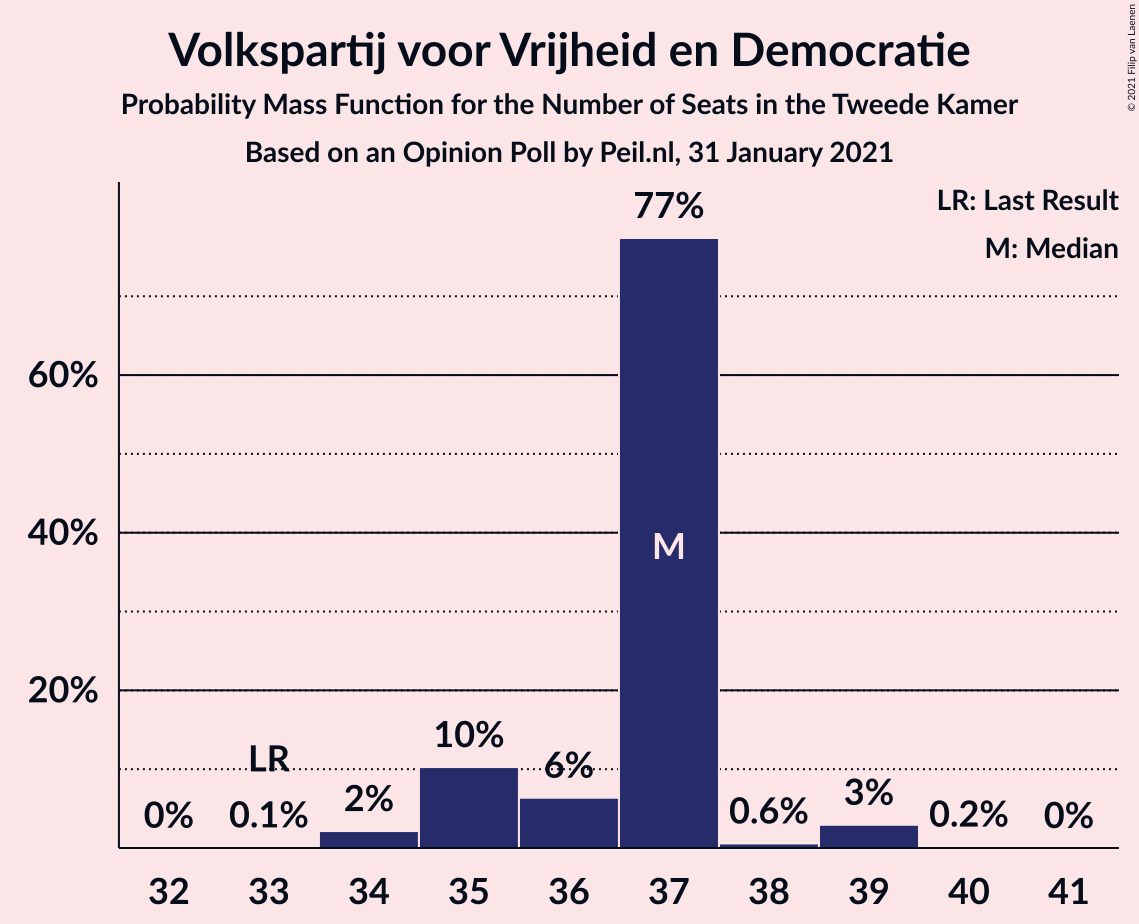 Volkspartij voor Vrijheid en Democratie
Probability Mass Function for the Number of Seats in the Tweede Kamer
Based on an Opinion Poll by Peil.nl, 31 January 2021
© 2021 Filip van Laenen
LR: Last Result
M: Median
77%
60%
40%
M
20%
10%
LR
6%
2%
3%
0%
0.1%
0.6%
0.2%
0%
32 33 34 35 36 37 38 39 40 41